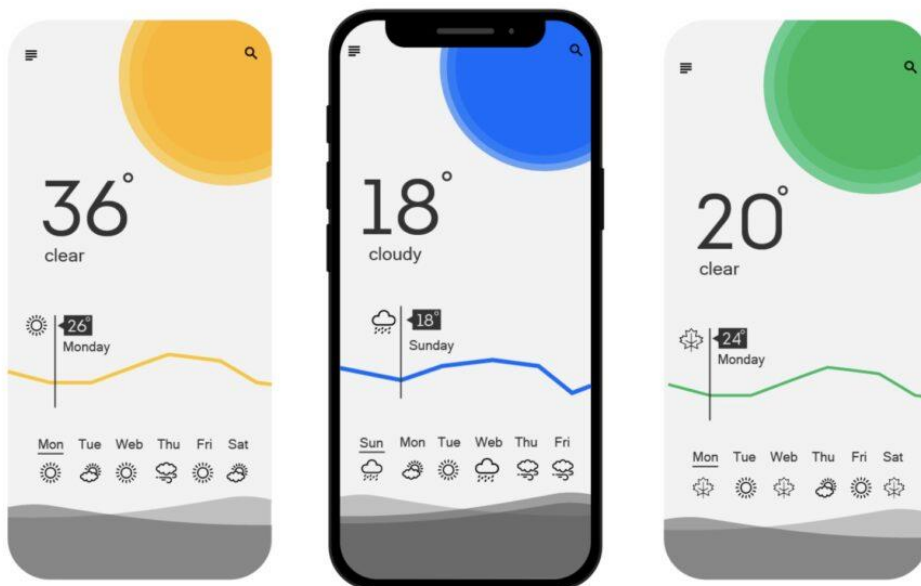 36°
clear
26°
Monday
Mon Tue Web Thu Fri Sat
18°
cloudy
18°
Sunday
Sun Mon Tue Web Thu Fri
20°
clear
24°
Monday
Mon Tue Web Thu Fri Sat